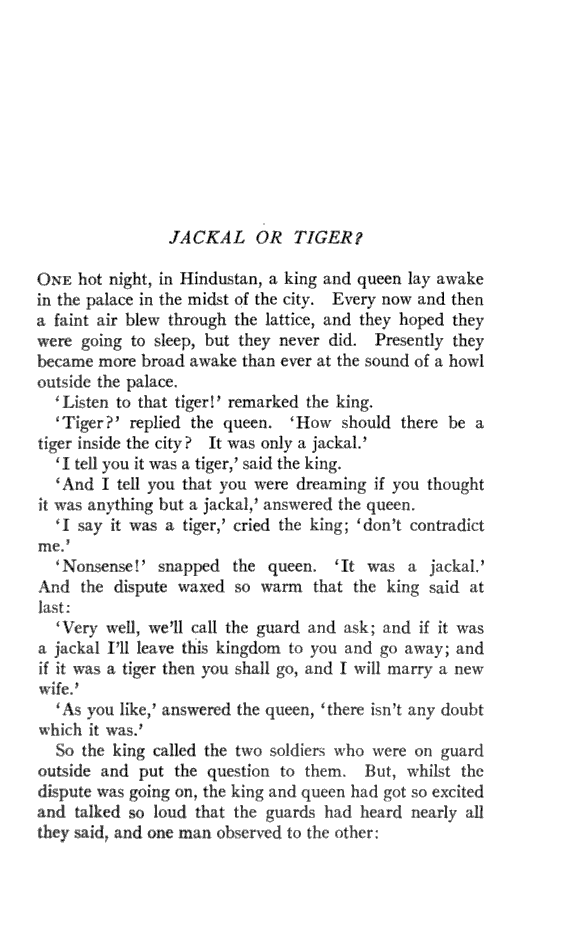 JACKAL OR TIGER?
ONE hot night, in Hindustan, a king and queen lay awake
in the palace in the midst of the city. Every now and then
a faint air blew through the lattice, and they hoped they
were going to sleep, but they never did. Presently they
became more broad awake than ever at the sound of a howl
outside the palace.
‘Listen to that tiger!’ remarked the king.
‘Tiger?’ replied the queen. ‘How should there be a
tiger inside the city? It was only a jackal.’
‘I tell you it was a tiger,’ said the king.
‘And I tell you that you were dreaming if you thought
it was anything but a jackal,’ answered the queen.
‘I say it was a tiger,’ cried the king; ‘don’t contradict
me.’
‘Nonsense!’ snapped the queen. ‘It was a jackal.’
And the dispute waxed so warm that the king said at
last:
‘Very well, we’ll call the guard and ask; and if it was
a jackal I’ll leave this kingdom to you and go away; and
if it was a tiger then you shall go, and I will marry a new
wife.’
‘As you like,’ answered the queen, ‘there isn’t any doubt
which it was.’
So the king called the two soldiers who were on guard
outside and put the question to them. But, whilst the
dispute was going on, the king and queen had got so excited
and talked so loud that the guards had heard nearly all
they said, and one man observed to the other: